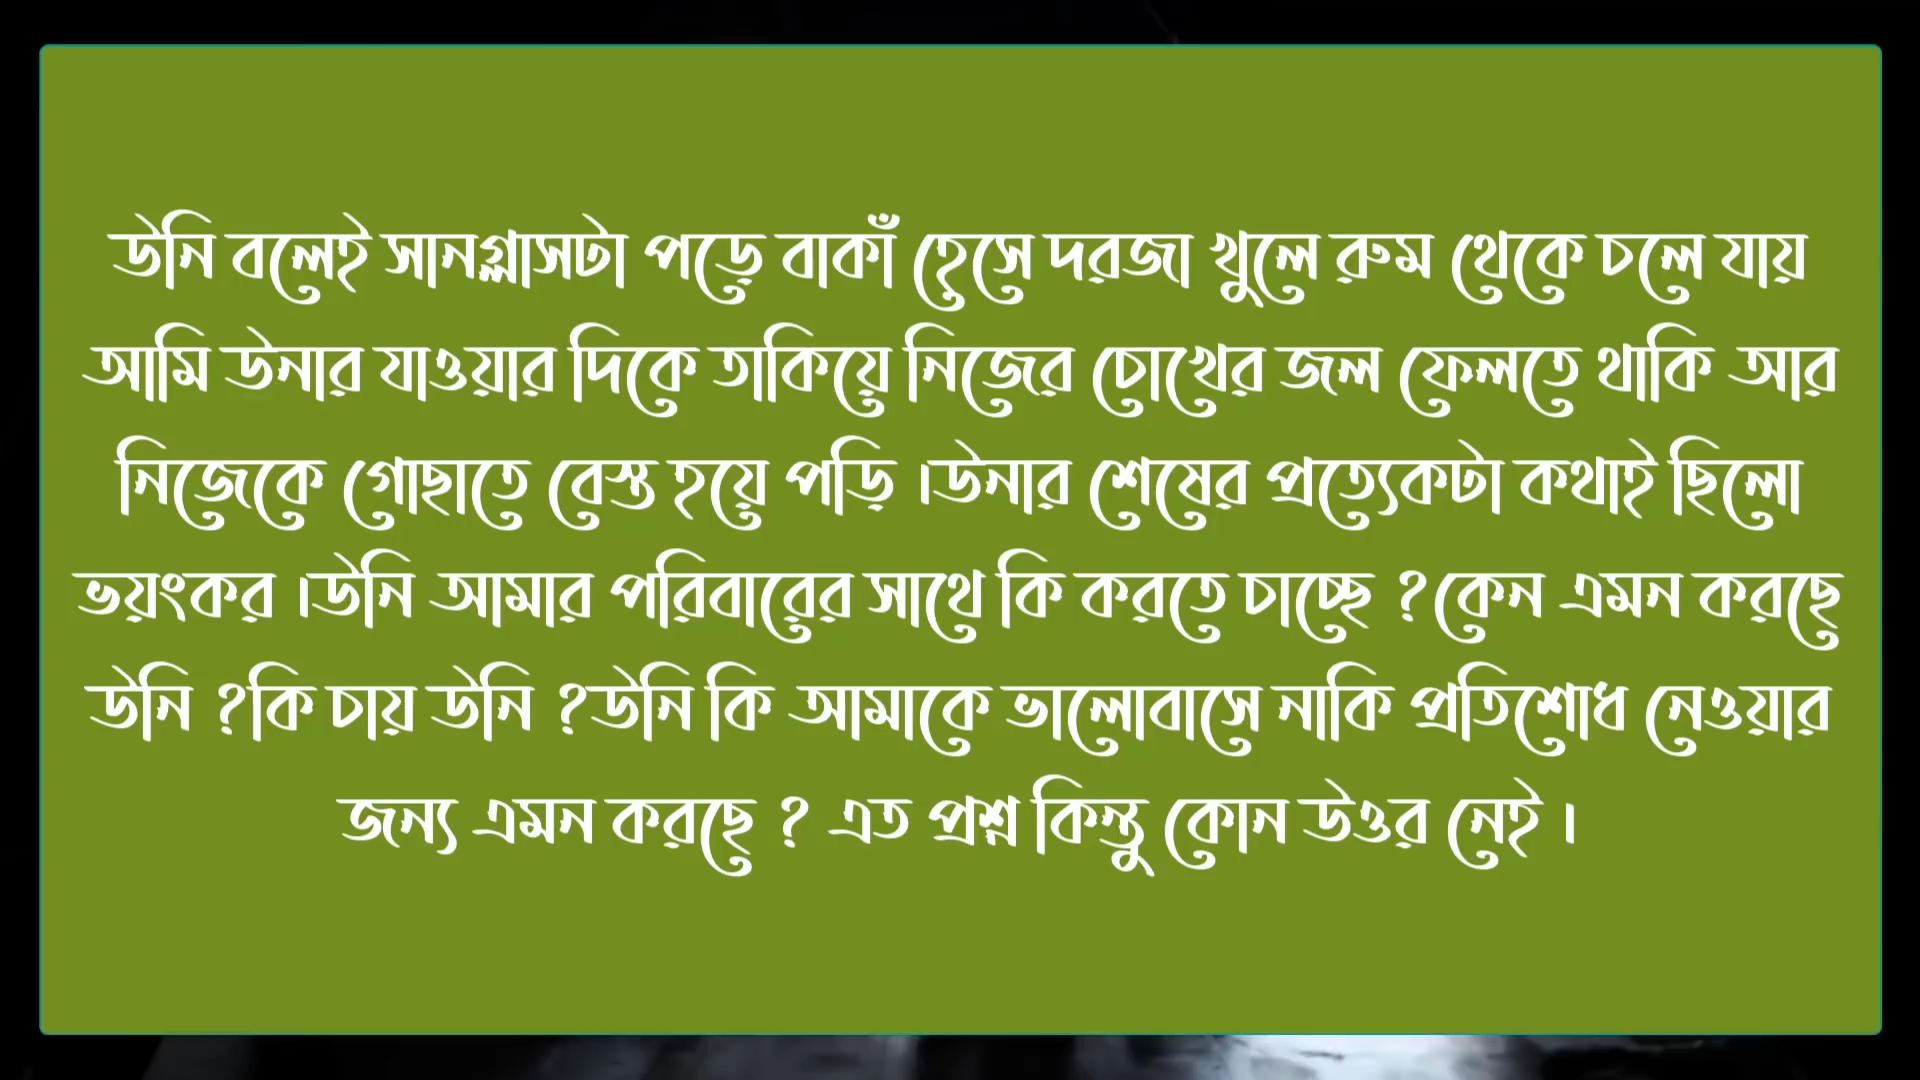 উনি বলেই সানগ্লাসটা পড়ে বাকাঁ হেসে দরজা খুলে রুম থেকে চলে যায়
আমি উনার যাওয়ার দিকে তাকিয়ে নিজের চোখের জল ফেলতে থাকি আর
নিজেকে গোছাতে বেস্ত হয়ে পড়ি ।উনার শেষের প্রত্যেকটা কথাই ছিলো
ভয়ংকর ।উনি আমার পরিবারের সাথে কি করতে চাচ্ছে ?কেন এমন করছে
উনি ?কি চায় উনি ?উনি কি আমাকে ভালোবাসে নাকি প্রতিশোধ নেওয়ার
জন্য এমন করছে ? এত প্রশ্ন কিন্তু কোন উওর নেই ।